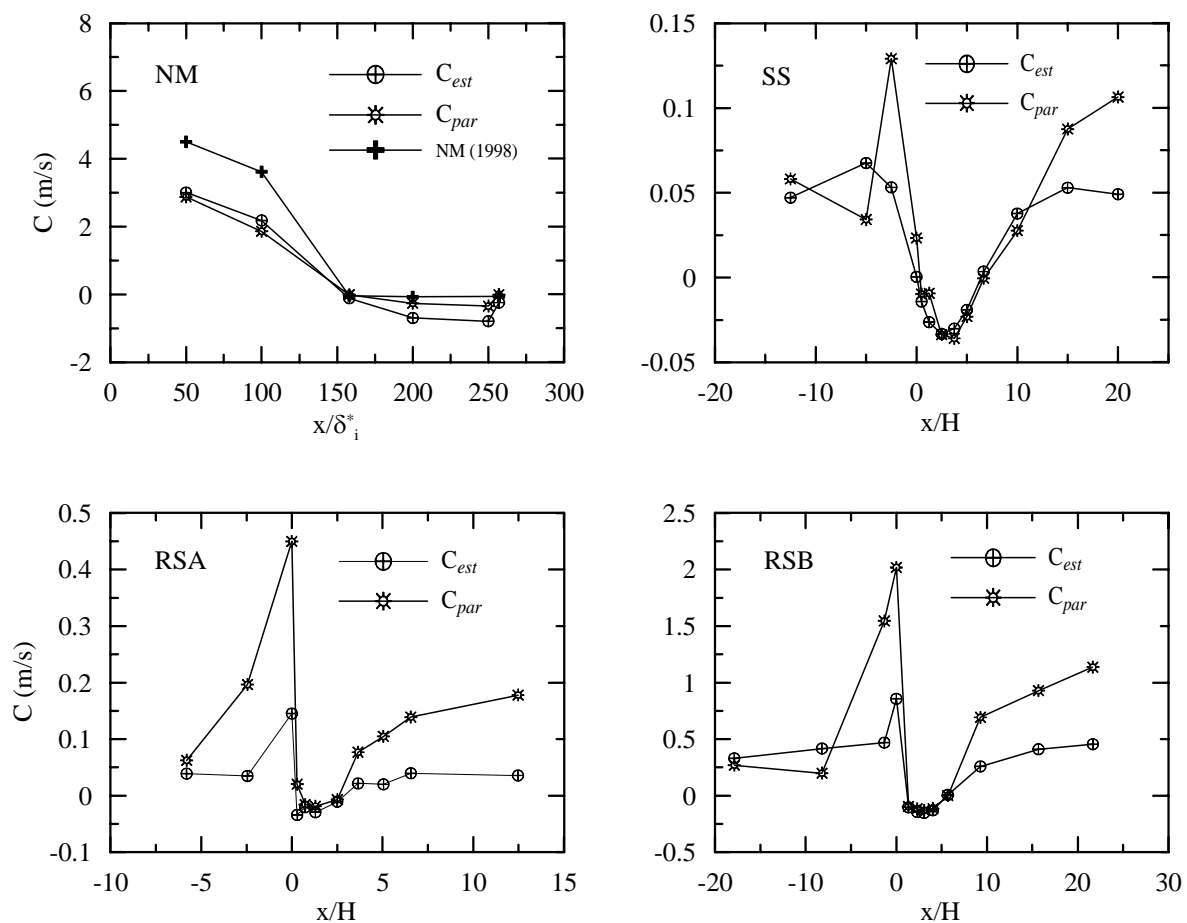 8
6
4
2
0
-2
C (m/s)
NM
C_est
C_par
NM (1998)
0 50 100 150 200 250 300
x/δ*_i
0.15
0.1
0.05
0
-0.05
SS
C_est
C_par
-20 -10 0 10 20
x/H
0.5
0.4
0.3
0.2
0.1
0
-0.1
C (m/s)
RSA
C_est
C_par
-10 -5 0 5 10 15
x/H
2.5
2
1.5
1
0.5
0
-0.5
RSB
C_est
C_par
-20 -10 0 10 20 30
x/H